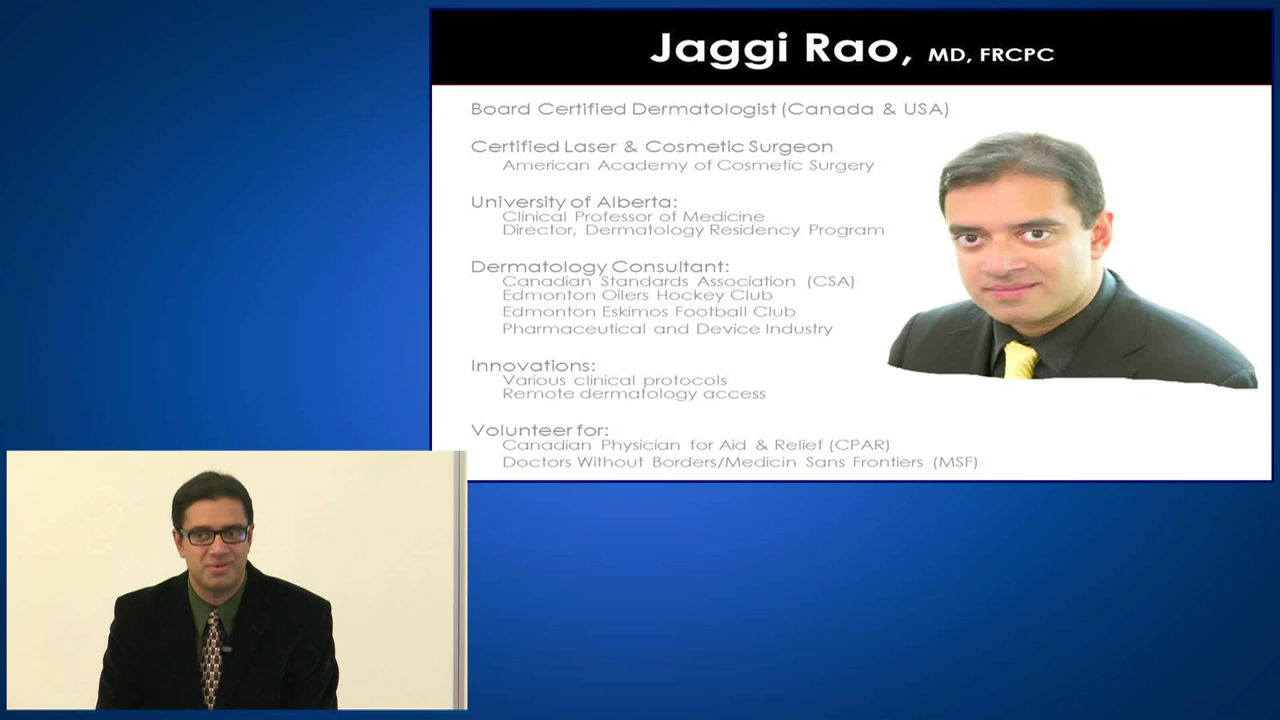 Jaggi Rao, MD, FRCPC
Board Certified Dermatologist (Canada & USA)
Certified Laser & Cosmetic Surgeon
American Academy of Cosmetic Surgery
University of Alberta:
Clinical Professor of Medicine
Director, Dermatology Residency Program
Dermatology Consultant:
Canadian Standards Association (CSA)
Edmonton Oilers Hockey Club
Edmonton Eskimos Football Club
Pharmaceutical and Device Industry
Innovations:
Various clinical protocols
Remote dermatology access
Volunteer for:
Canadian Physician for Aid & Relief (CPAR)
Doctors Without Borders/Medicin Sans Frontiers (MSF)